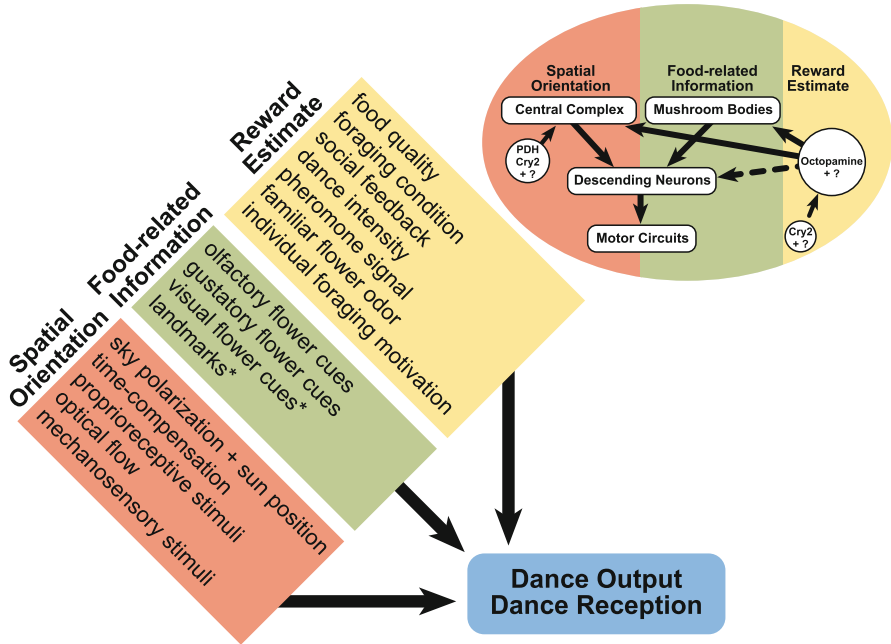 Spatial
Orientation
Food-related
Information
Reward
Estimate
Central Complex
Mushroom Bodies
PDH
Cry2
+ ?
Octopamine
+ ?
Descending Neurons
Cry2
+ ?
Motor Circuits
Reward
Estimate
food quality
foraging condition
social feedback
dance intensity
pheromone signal
familiar flower odor
individual foraging motivation
Food-related
Information
olfactory flower cues
gustatory flower cues
visual flower cues*
landmarks*
Spatial
Orientation
sky polarization + sun position
time-compensation
proprioreceptive stimuli
optical flow
mechanosensory stimuli
Dance Output
Dance Reception